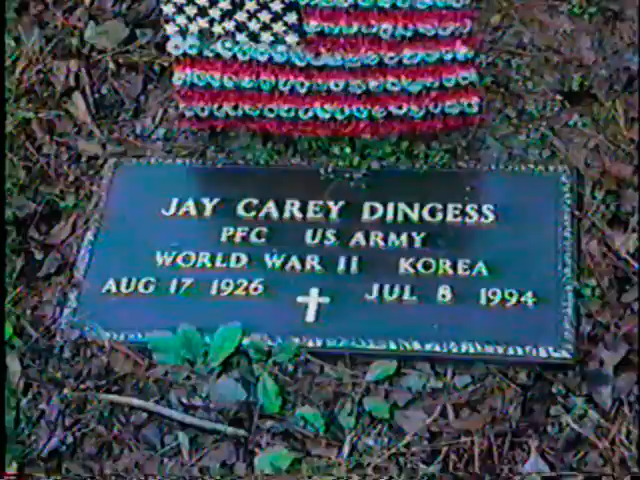 JAY CAREY DINGESS
PFC US ARMY
WORLD WAR II KOREA
AUG 17 1926 JUL 8 1994